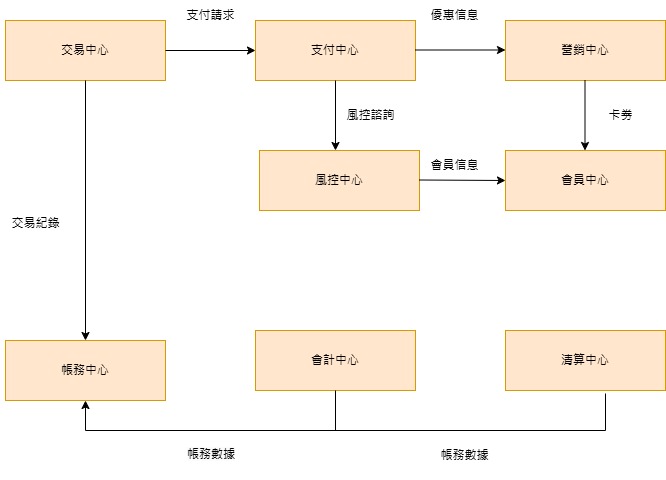 支付請求
優惠信息
交易中心
支付中心
營銷中心
風控諮詢
卡券
會員信息
風控中心
會員中心
交易紀錄
帳務中心
會計中心
清算中心
帳務數據
帳務數據